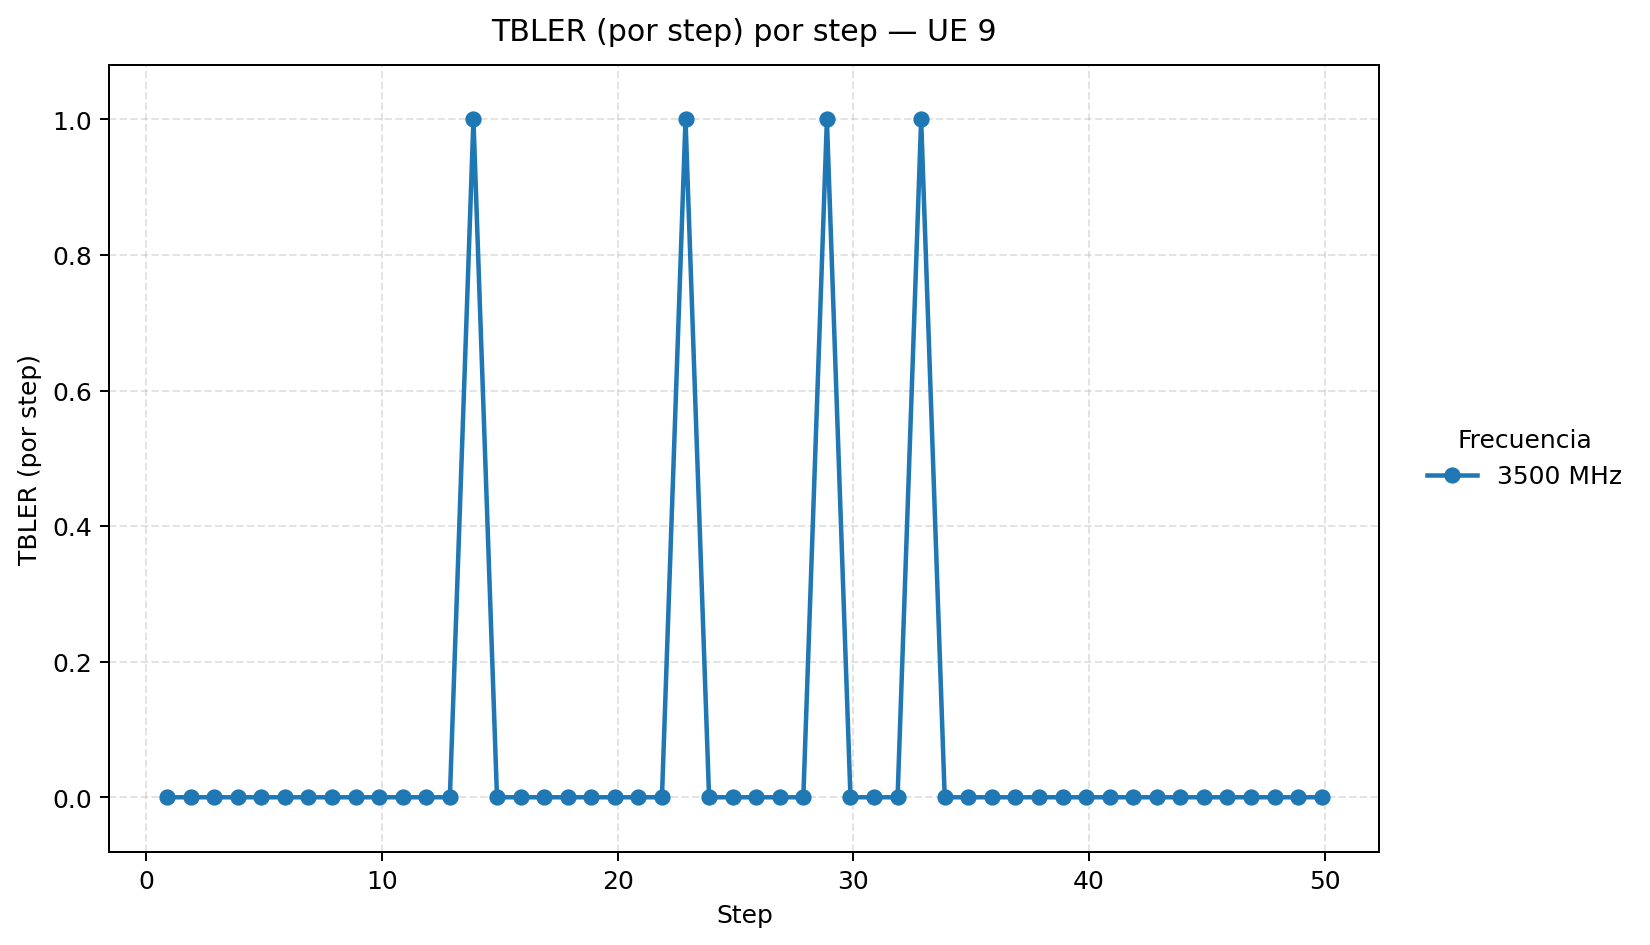 TBLER (por step) por step — UE 9
TBLER (por step)
1.0
0.8
0.6
0.4
0.2
0.0
0 10 20 30 40 50
Step
Frecuencia
3500 MHz